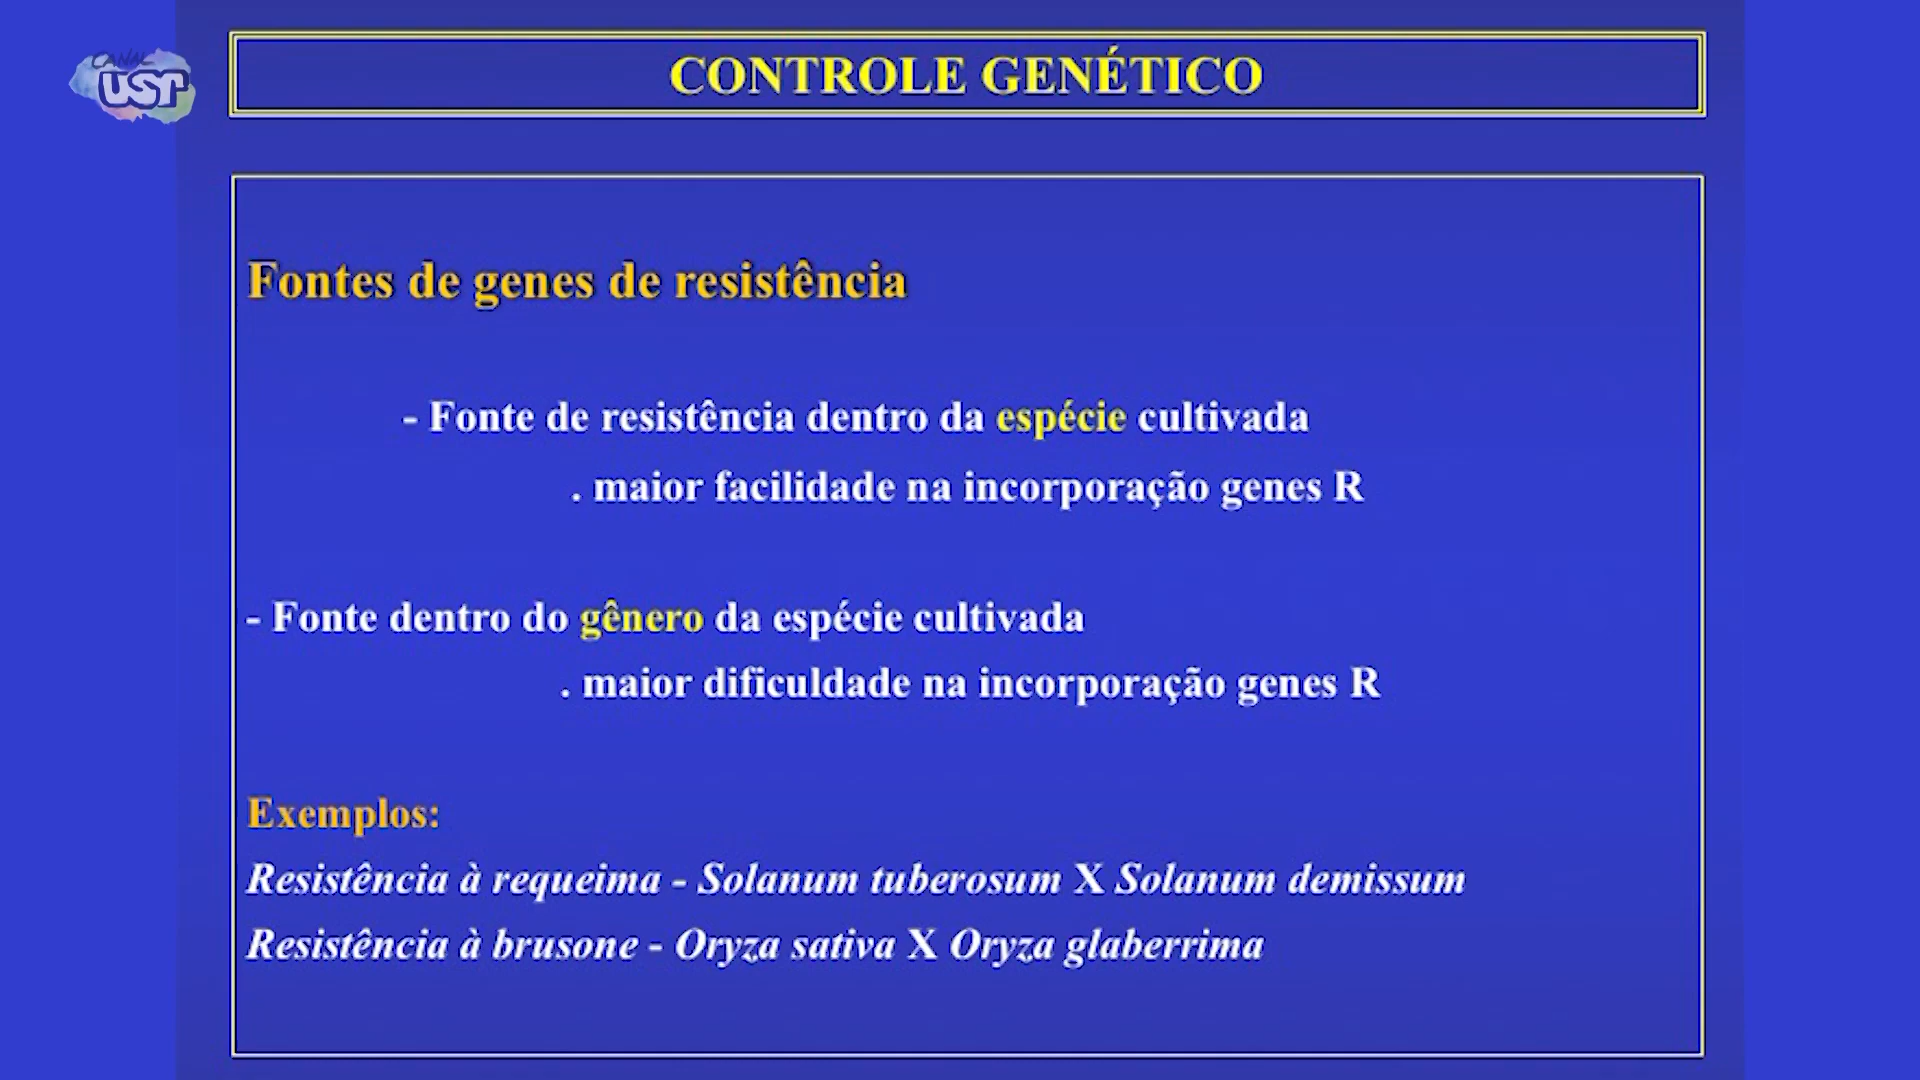 CANAL
USP
CONTROLE GENÉTICO
Fontes de genes de resistência
- Fonte de resistência dentro da espécie cultivada
. maior facilidade na incorporação genes R
- Fonte dentro do gênero da espécie cultivada
. maior dificuldade na incorporação genes R
Exemplos:
Resistência à requeima - Solanum tuberosum X Solanum demissum
Resistência à brusone - Oryza sativa X Oryza glaberrima